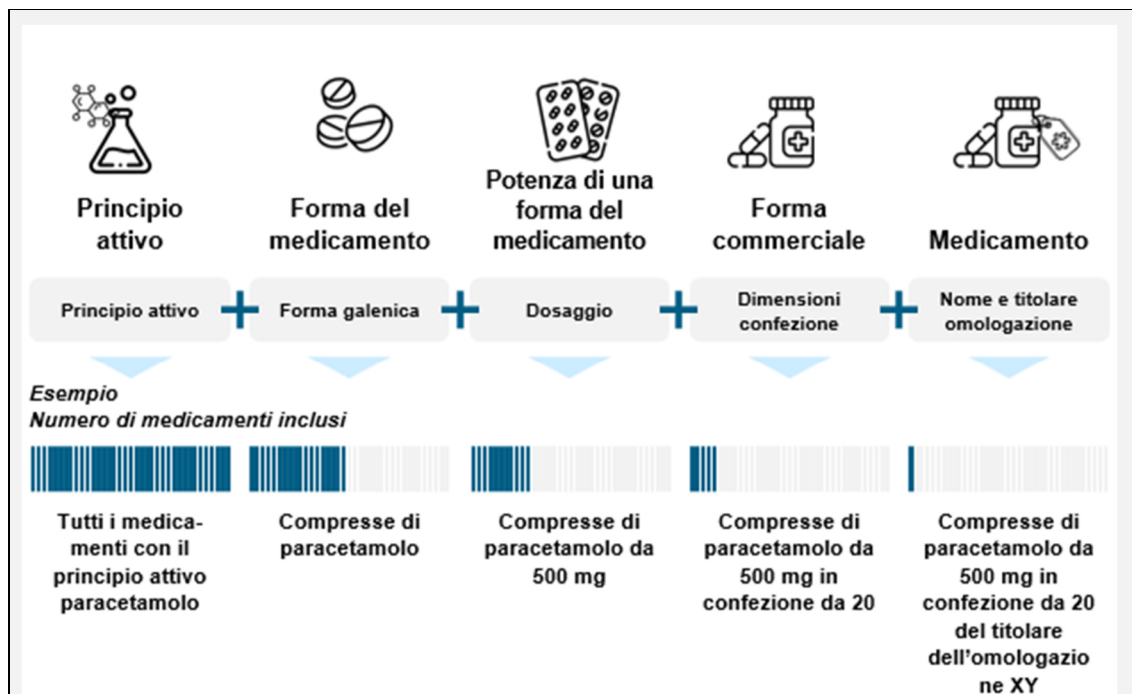 Principio
attivo
Forma del
medicamento
Potenza di una
forma del
medicamento
Forma
commerciale
Medicamento
Principio attivo
Forma galenica
Dosaggio
Dimensioni
confezione
Nome e titolare
omologazione
Esempio
Numero di medicamenti inclusi
Tutti i medica-
menti con il
principio attivo
paracetamolo
Compresse di
paracetamolo
Compresse di
paracetamolo da
500 mg
Compresse di
paracetamolo da
500 mg in
confezione da 20
Compresse di
paracetamolo da
500 mg in
confezione da 20
del titolare
dell’omologazio
ne XY